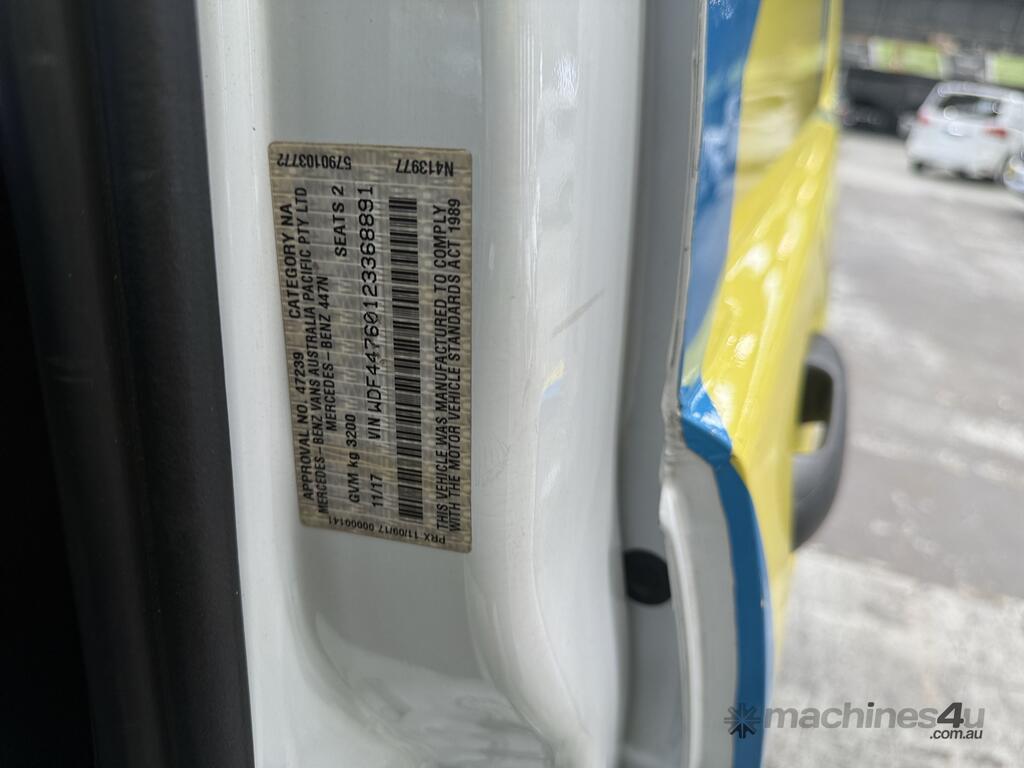 5790103772 N413977
APPROVAL NO. 47239 CATEGORY NA
MERCEDES-BENZ VANS AUSTRALIA PACIFIC PTY LTD
MERCEDES-BENZ 447N
GVM kg 3200 SEATS 2
11/17 VIN WDF44760123368891
THIS VEHICLE WAS MANUFACTURED TO COMPLY
WITH THE MOTOR VEHICLE STANDARDS ACT 1989
PRX 11/09/17 00000141
machines4u
.com.au